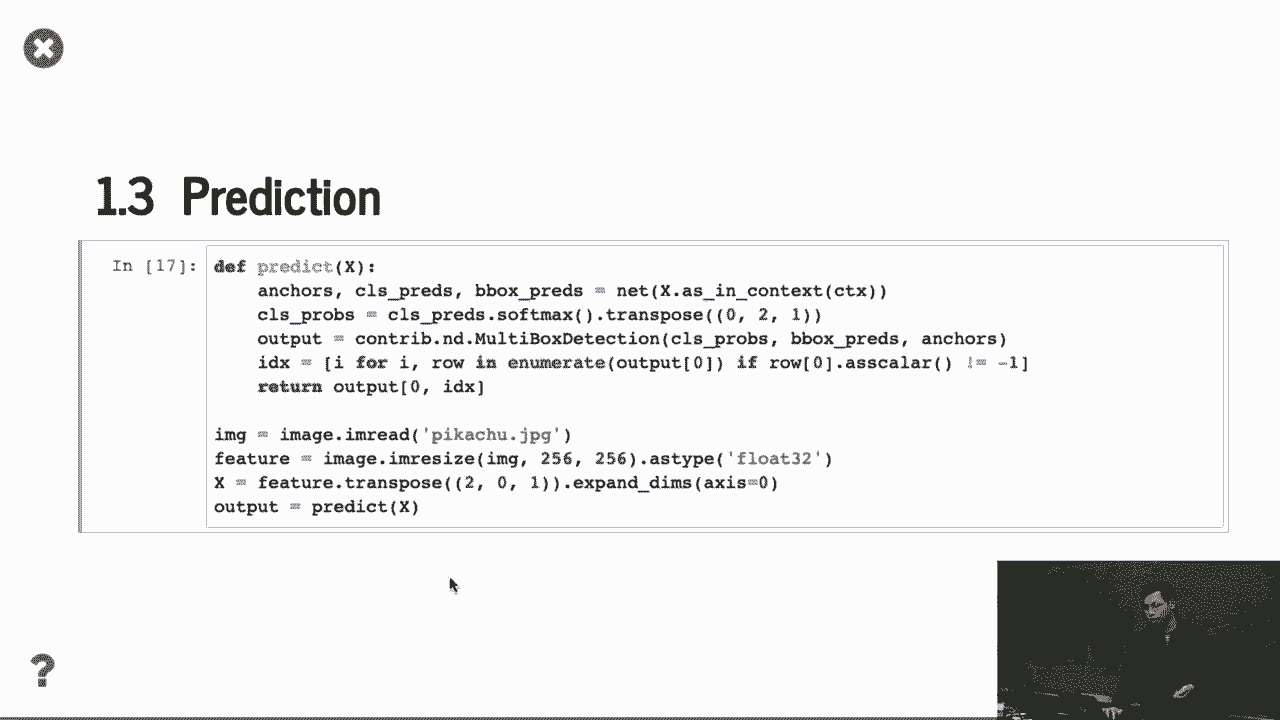 1.3 Prediction
In [17]:
def predict(X):
    anchors, cls_preds, bbox_preds = net(X.as_in_context(ctx))
    cls_probs = cls_preds.softmax().transpose((0, 2, 1))
    output = contrib.nd.MultiBoxDetection(cls_probs, bbox_preds, anchors)
    idx = [i for i, row in enumerate(output[0]) if row[0].asscalar() != -1]
    return output[0, idx]
img = image.imread('pikachu.jpg')
feature = image.imresize(img, 256, 256).astype('float32')
X = feature.transpose((2, 0, 1)).expand_dims(axis=0)
output = predict(X)
?